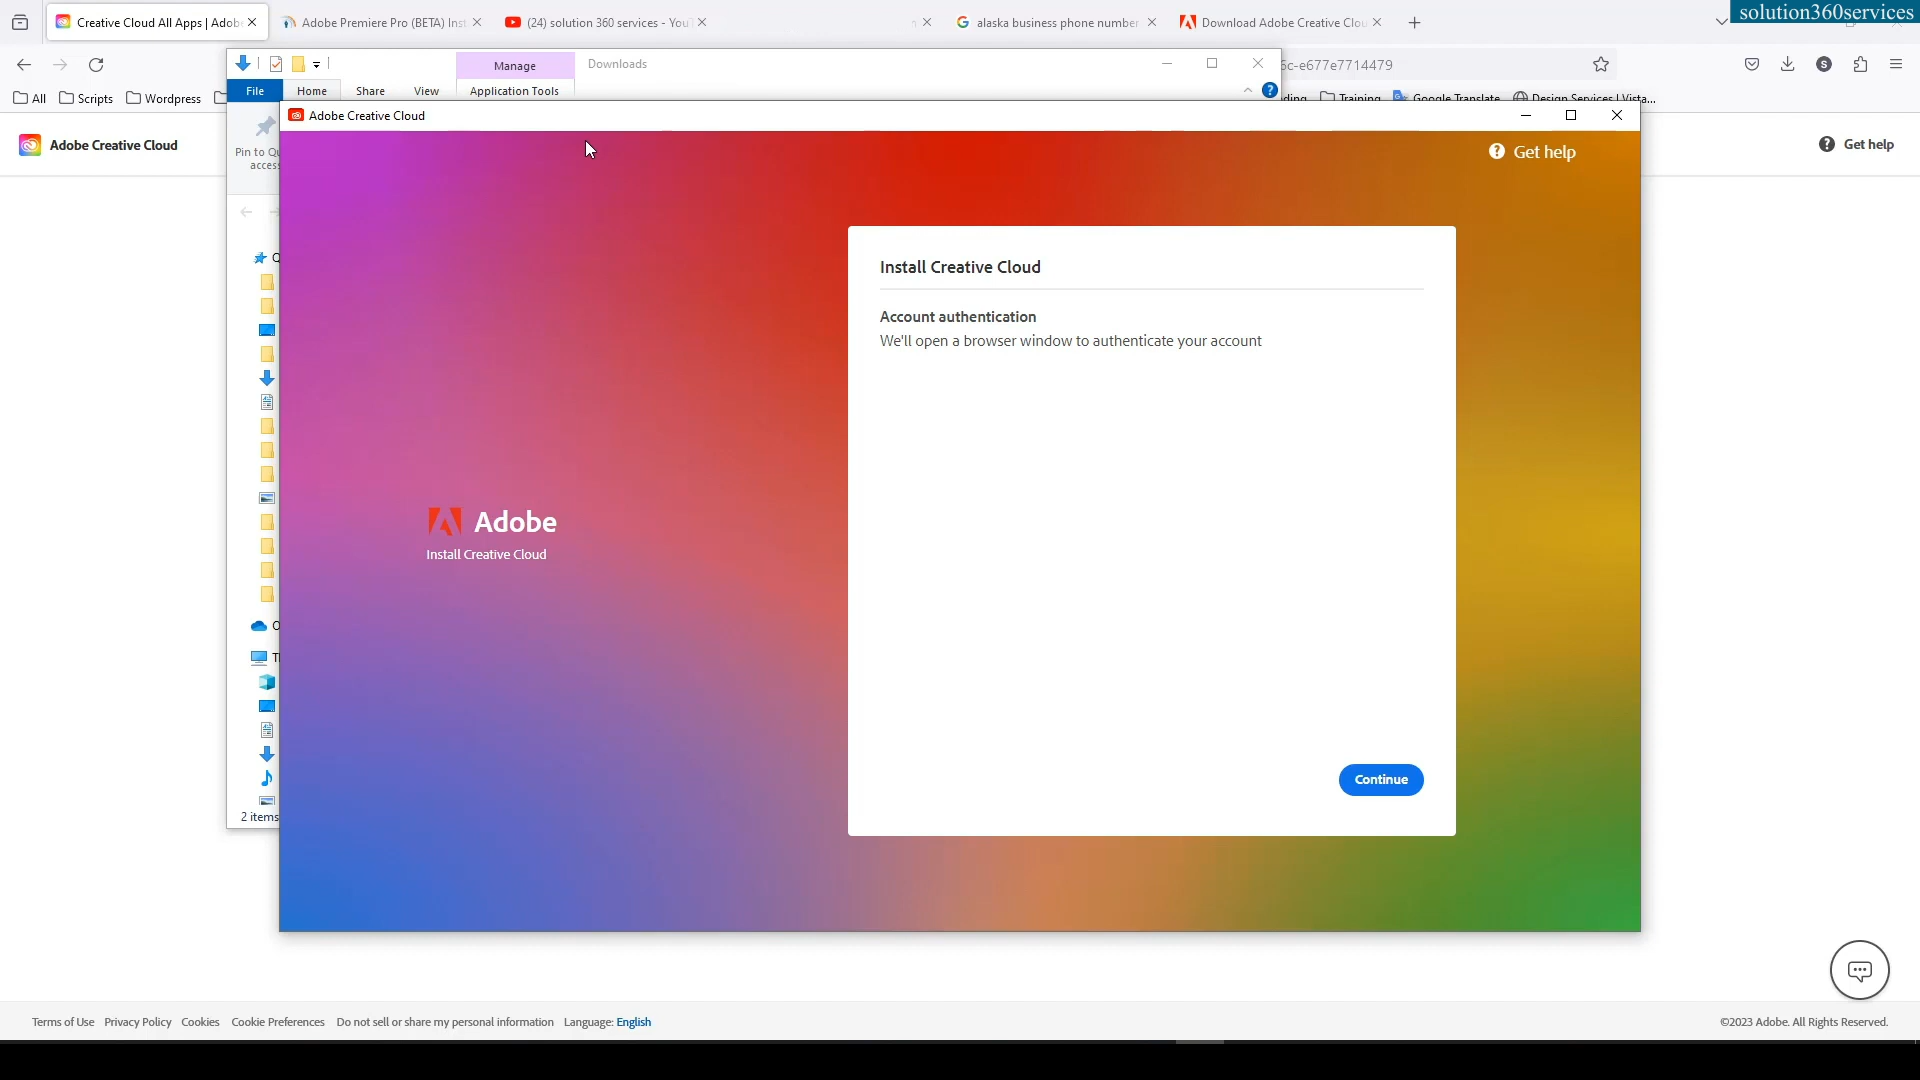 Creative Cloud All Apps | Adob
Adobe Premiere Pro (BETA) Inst
(24) solution 360 services - You
alaska business phone number
Download Adobe Creative Clou
solution360services
Manage
Downloads
5c-e677e7714479
All
Scripts
Wordpress
File
Home
Share
View
Application Tools
Training
Google Translate
Design Services | Vista...
Adobe Creative Cloud
Get help
Pin to Qu
access
Adobe Creative Cloud
Get help
Install Creative Cloud
Account authentication
We'll open a browser window to authenticate your account
Adobe
Install Creative Cloud
Continue
2 items
Terms of Use
Privacy Policy
Cookies
Cookie Preferences
Do not sell or share my personal information
Language: English
©2023 Adobe. All Rights Reserved.